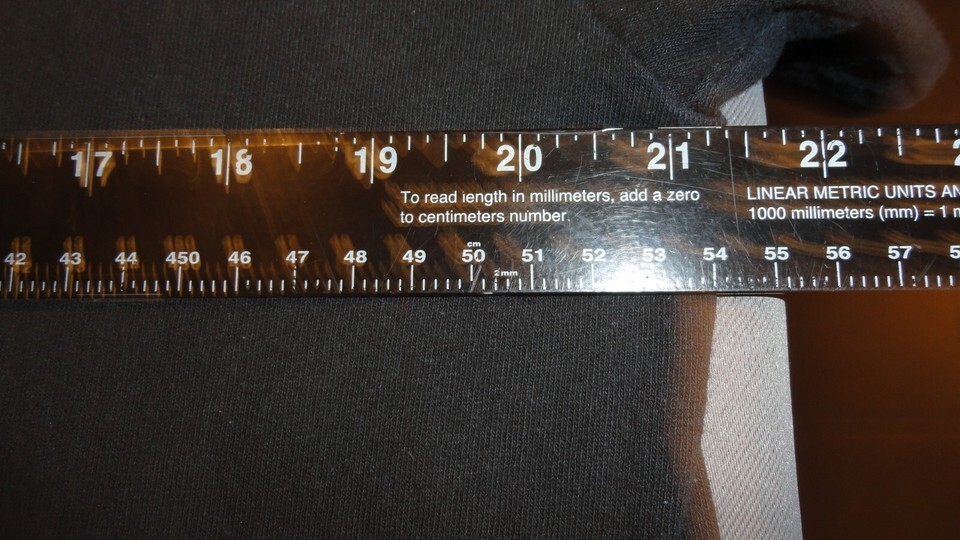 17 18 19 20 21 22
To read length in millimeters, add a zero LINEAR METRIC UNITS
to centimeters number. 1000 millimeters (mm) = 1
cm
42 43 44 450 46 47 48 49 50 51 52 53 54 55 56 57
2 mm